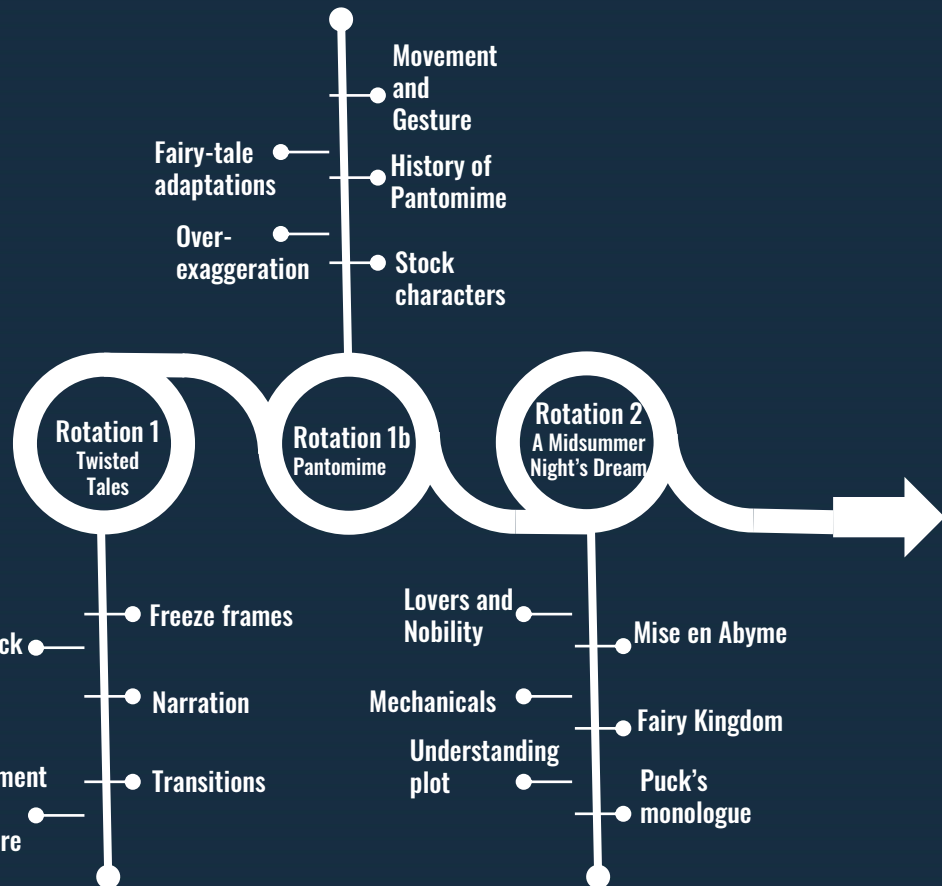 Movement
and
Gesture
Fairy-tale
adaptations
History of
Pantomime
Over-
exaggeration
Stock
characters
Rotation 1
Twisted
Tales
Rotation 1b
Pantomime
Rotation 2
A Midsummer
Night's Dream
Freeze frames
Narration
Transitions
Lovers and
Nobility
Mise en Abyme
Mechanicals
Fairy Kingdom
Understanding
plot
Puck's
monologue